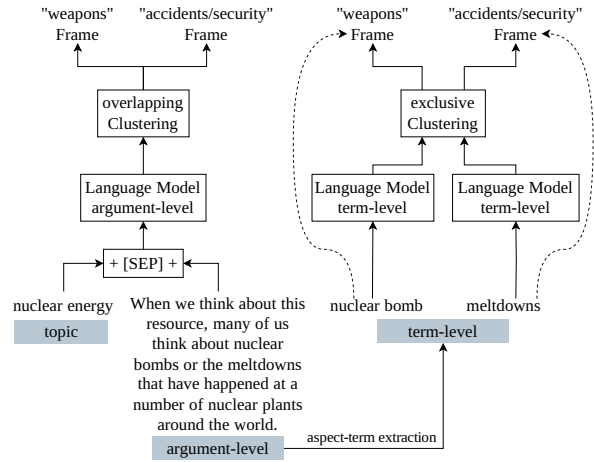 "weapons"
Frame
"accidents/security"
Frame
overlapping
Clustering
Language Model
argument-level
+ [SEP] +
nuclear energy
topic
When we think about this
resource, many of us
think about nuclear
bombs or the meltdowns
that have happened at a
number of nuclear plants
around the world.
argument-level
"weapons"
Frame
"accidents/security"
Frame
exclusive
Clustering
Language Model
term-level
Language Model
term-level
nuclear bomb
meltdowns
term-level
aspect-term extraction